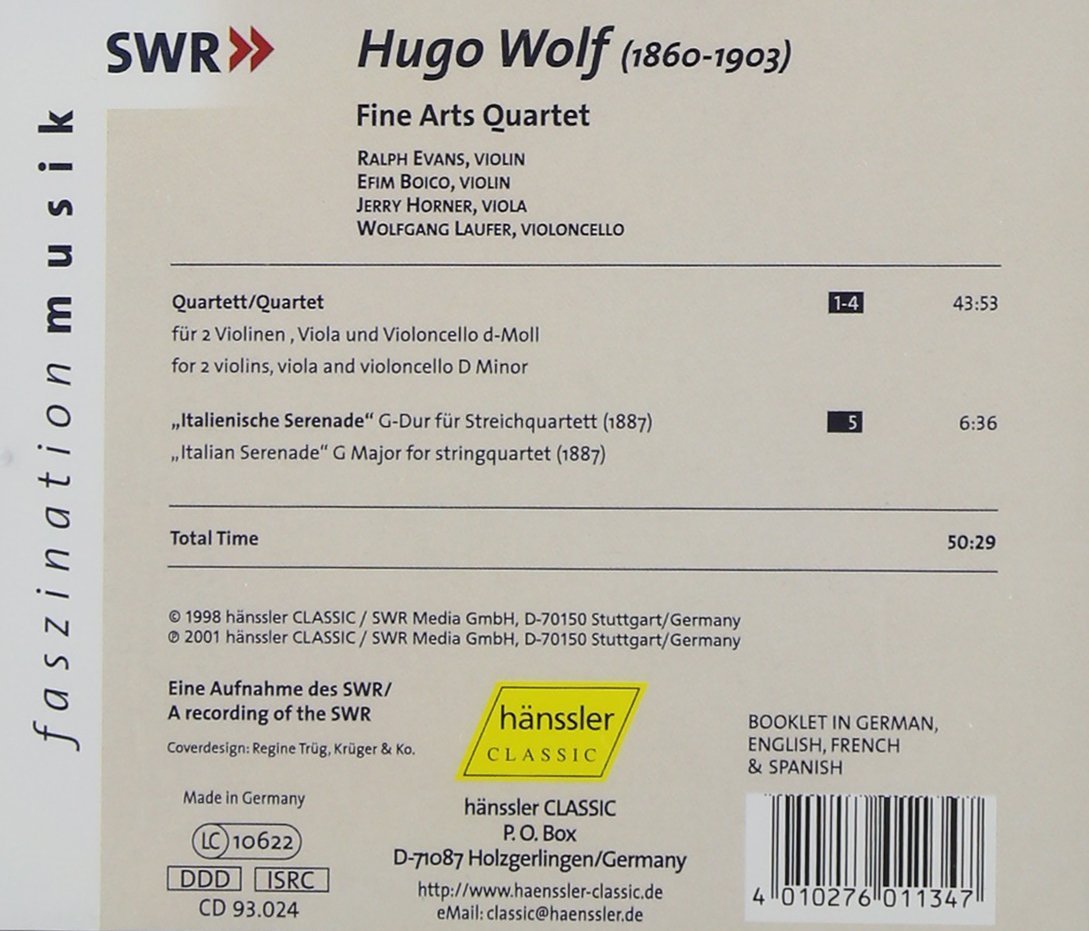 SWR
Hugo Wolf (1860-1903)
Fine Arts Quartet
RALPH EVANS, VIOLIN
EFIM BOICO, VIOLIN
JERRY HORNER, VIOLA
WOLFGANG LAUFER, VIOLONCELLO
faszination musik
Quartett/Quartet 1-4 43:53
für 2 Violinen , Viola und Violoncello d-Moll
for 2 violins, viola and violoncello D Minor
„Italienische Serenade“ G-Dur für Streichquartett (1887) 5 6:36
„Italian Serenade“ G Major for stringquartet (1887)
Total Time 50:29
© 1998 hänssler CLASSIC / SWR Media GmbH, D-70150 Stuttgart/Germany
℗ 2001 hänssler CLASSIC / SWR Media GmbH, D-70150 Stuttgart/Germany
Eine Aufnahme des SWR/
A recording of the SWR
Coverdesign: Regine Trüg, Krüger & Ko.
Made in Germany
LC 10622
DDD ISRC
CD 93.024
hänssler
CLASSIC
hänssler CLASSIC
P. O. Box
D-71087 Holzgerlingen/Germany
http://www.haenssler-classic.de
eMail: classic@haenssler.de
BOOKLET IN GERMAN,
ENGLISH, FRENCH
& SPANISH
4 010276 011347